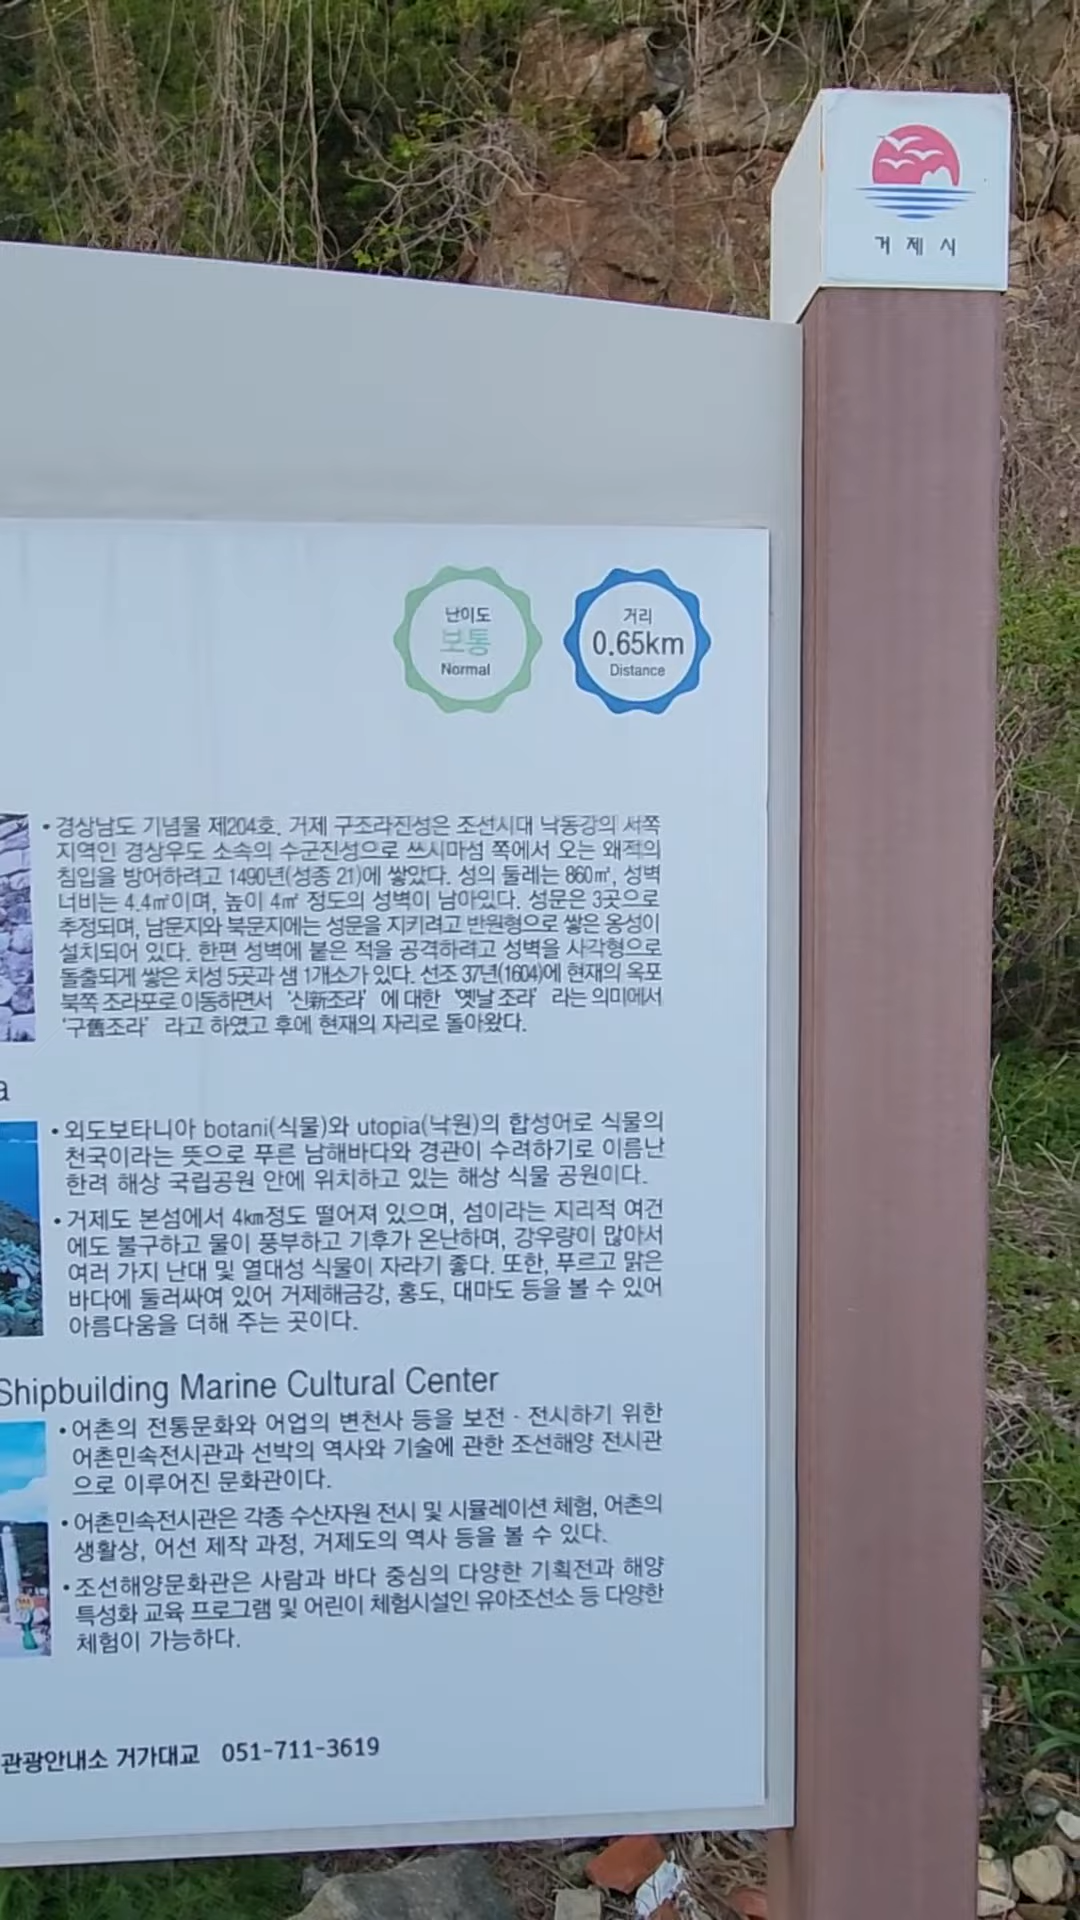 거제시
난이도
보통
Normal
거리
0.65km
Distance
• 경상남도 기념물 제204호. 거제 구조라진성은 조선시대 낙동강의 서쪽
지역인 경상우도 소속의 수군진성으로 쓰시마섬 쪽에서 오는 왜적의
침입을 방어하려고 1490년(성종 21)에 쌓았다. 성의 둘레는 860㎡, 성벽
너비는 4.4㎡이며, 높이 4㎡ 정도의 성벽이 남아있다. 성문은 3곳으로
추정되며, 남문지와 북문지에는 성문을 지키려고 반원형으로 쌓은 옹성이
설치되어 있다. 한편 성벽에 붙은 적을 공격하려고 성벽을 사각형으로
돌출되게 쌓은 치성 5곳과 샘 1개소가 있다. 선조 37년(1604)에 현재의 옥포
북쪽 조라포로 이동하면서 ‘신新조라’ 에 대한 ‘옛날 조라’ 라는 의미에서
‘구舊조라’ 라고 하였고 후에 현재의 자리로 돌아왔다.
a
• 외도보타니아 botani(식물)와 utopia(낙원)의 합성어로 식물의
천국이라는 뜻으로 푸른 남해바다와 경관이 수려하기로 이름난
한려 해상 국립공원 안에 위치하고 있는 해상 식물 공원이다.
• 거제도 본섬에서 4㎞정도 떨어져 있으며, 섬이라는 지리적 여건
에도 불구하고 물이 풍부하고 기후가 온난하며, 강우량이 많아서
여러 가지 난대 및 열대성 식물이 자라기 좋다. 또한, 푸르고 맑은
바다에 둘러싸여 있어 거제해금강, 홍도, 대마도 등을 볼 수 있어
아름다움을 더해 주는 곳이다.
Shipbuilding Marine Cultural Center
• 어촌의 전통문화와 어업의 변천사 등을 보전 · 전시하기 위한
어촌민속전시관과 선박의 역사와 기술에 관한 조선해양 전시관
으로 이루어진 문화관이다.
• 어촌민속전시관은 각종 수산자원 전시 및 시뮬레이션 체험, 어촌의
생활상, 어선 제작 과정, 거제도의 역사 등을 볼 수 있다.
• 조선해양문화관은 사람과 바다 중심의 다양한 기획전과 해양
특성화 교육 프로그램 및 어린이 체험시설인 유아조선소 등 다양한
체험이 가능하다.
관광안내소 거가대교 051-711-3619